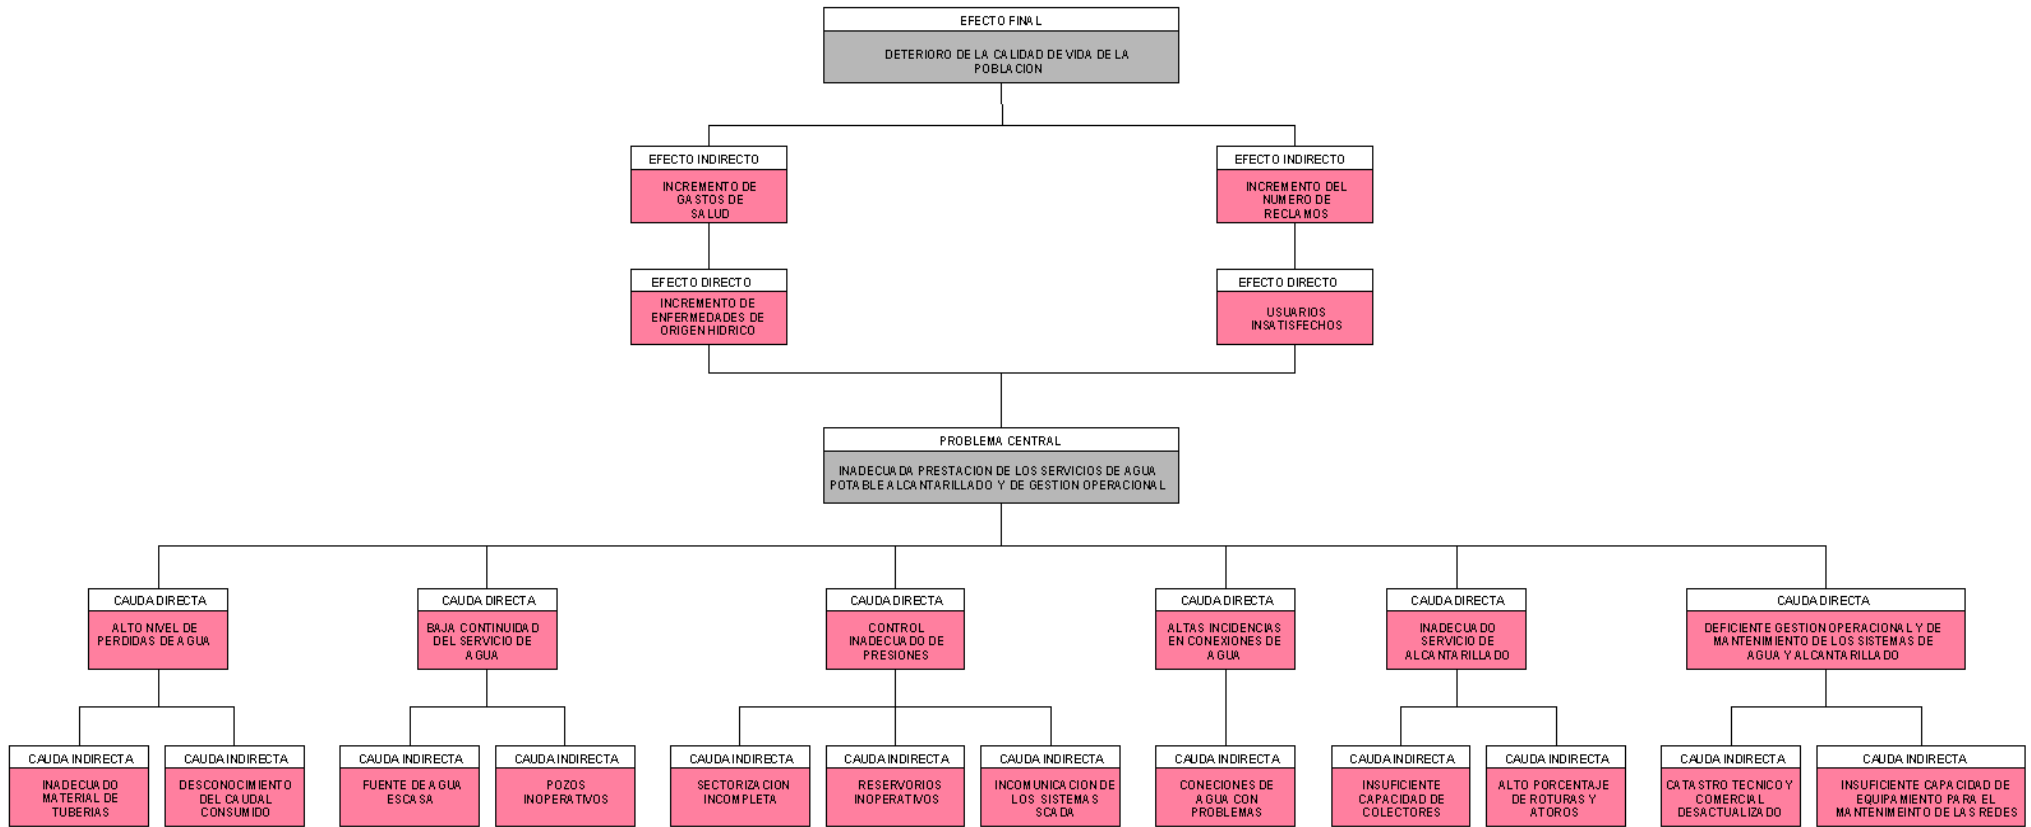 EFECTO FINAL
DETERIORO DE LA CALIDAD DE VIDA DE LA
POBLACION
EFECTO INDIRECTO
INCREMENTO DE
GASTOS DE
SALUD
EFECTO INDIRECTO
INCREMENTO DEL
NUMERO DE
RECLAMOS
EFECTO DIRECTO
INCREMENTO DE
ENFERMEDADES DE
ORIGEN HIDRICO
EFECTO DIRECTO
USUARIOS
INSATISFECHOS
PROBLEMA CENTRAL
INADECUADA PRESTACION DE LOS SERVICIOS DE AGUA
POTABLE ALCANTARILLADO Y DE GESTION OPERACIONAL
CAUDA DIRECTA
ALTO NIVEL DE
PERDIDAS DE AGUA
CAUDA DIRECTA
BAJA CONTINUIDAD
DEL SERVICIO DE
AGUA
CAUDA DIRECTA
CONTROL
INADECUADO DE
PRESIONES
CAUDA DIRECTA
ALTAS INCIDENCIAS
EN CONEXIONES DE
AGUA
CAUDA DIRECTA
INADECUADO
SERVICIO DE
ALCANTARILLADO
CAUDA DIRECTA
DEFICIENTE GESTION OPERACIONAL Y DE
MANTENIMIENTO DE LOS SISTEMAS DE
AGUA Y ALCANTARILLADO
CAUDA INDIRECTA
INADECUADO
MATERIAL DE
TUBERIAS
CAUDA INDIRECTA
DESCONOCIMIENTO
DEL CAUDAL
CONSUMIDO
CAUDA INDIRECTA
FUENTE DE AGUA
ESCASA
CAUDA INDIRECTA
POZOS
INOPERATIVOS
CAUDA INDIRECTA
SECTORIZACION
INCOMPLETA
CAUDA INDIRECTA
RESERVORIOS
INOPERATIVOS
CAUDA INDIRECTA
INCOMUNICACION DE
LOS SISTEMAS
SCADA
CAUDA INDIRECTA
CONECIONES DE
AGUA CON
PROBLEMAS
CAUDA INDIRECTA
INSUFICIENTE
CAPACIDAD DE
COLECTORES
CAUDA INDIRECTA
ALTO PORCENTAJE
DE ROTURAS Y
ATOROS
CAUDA INDIRECTA
CATASTRO TECNICO Y
COMERCIAL
DESACTUALIZADO
CAUDA INDIRECTA
INSUFICIENTE CAPACIDAD DE
EQUIPAMIENTO PARA EL
MANTENIMEINTO DE LAS REDES